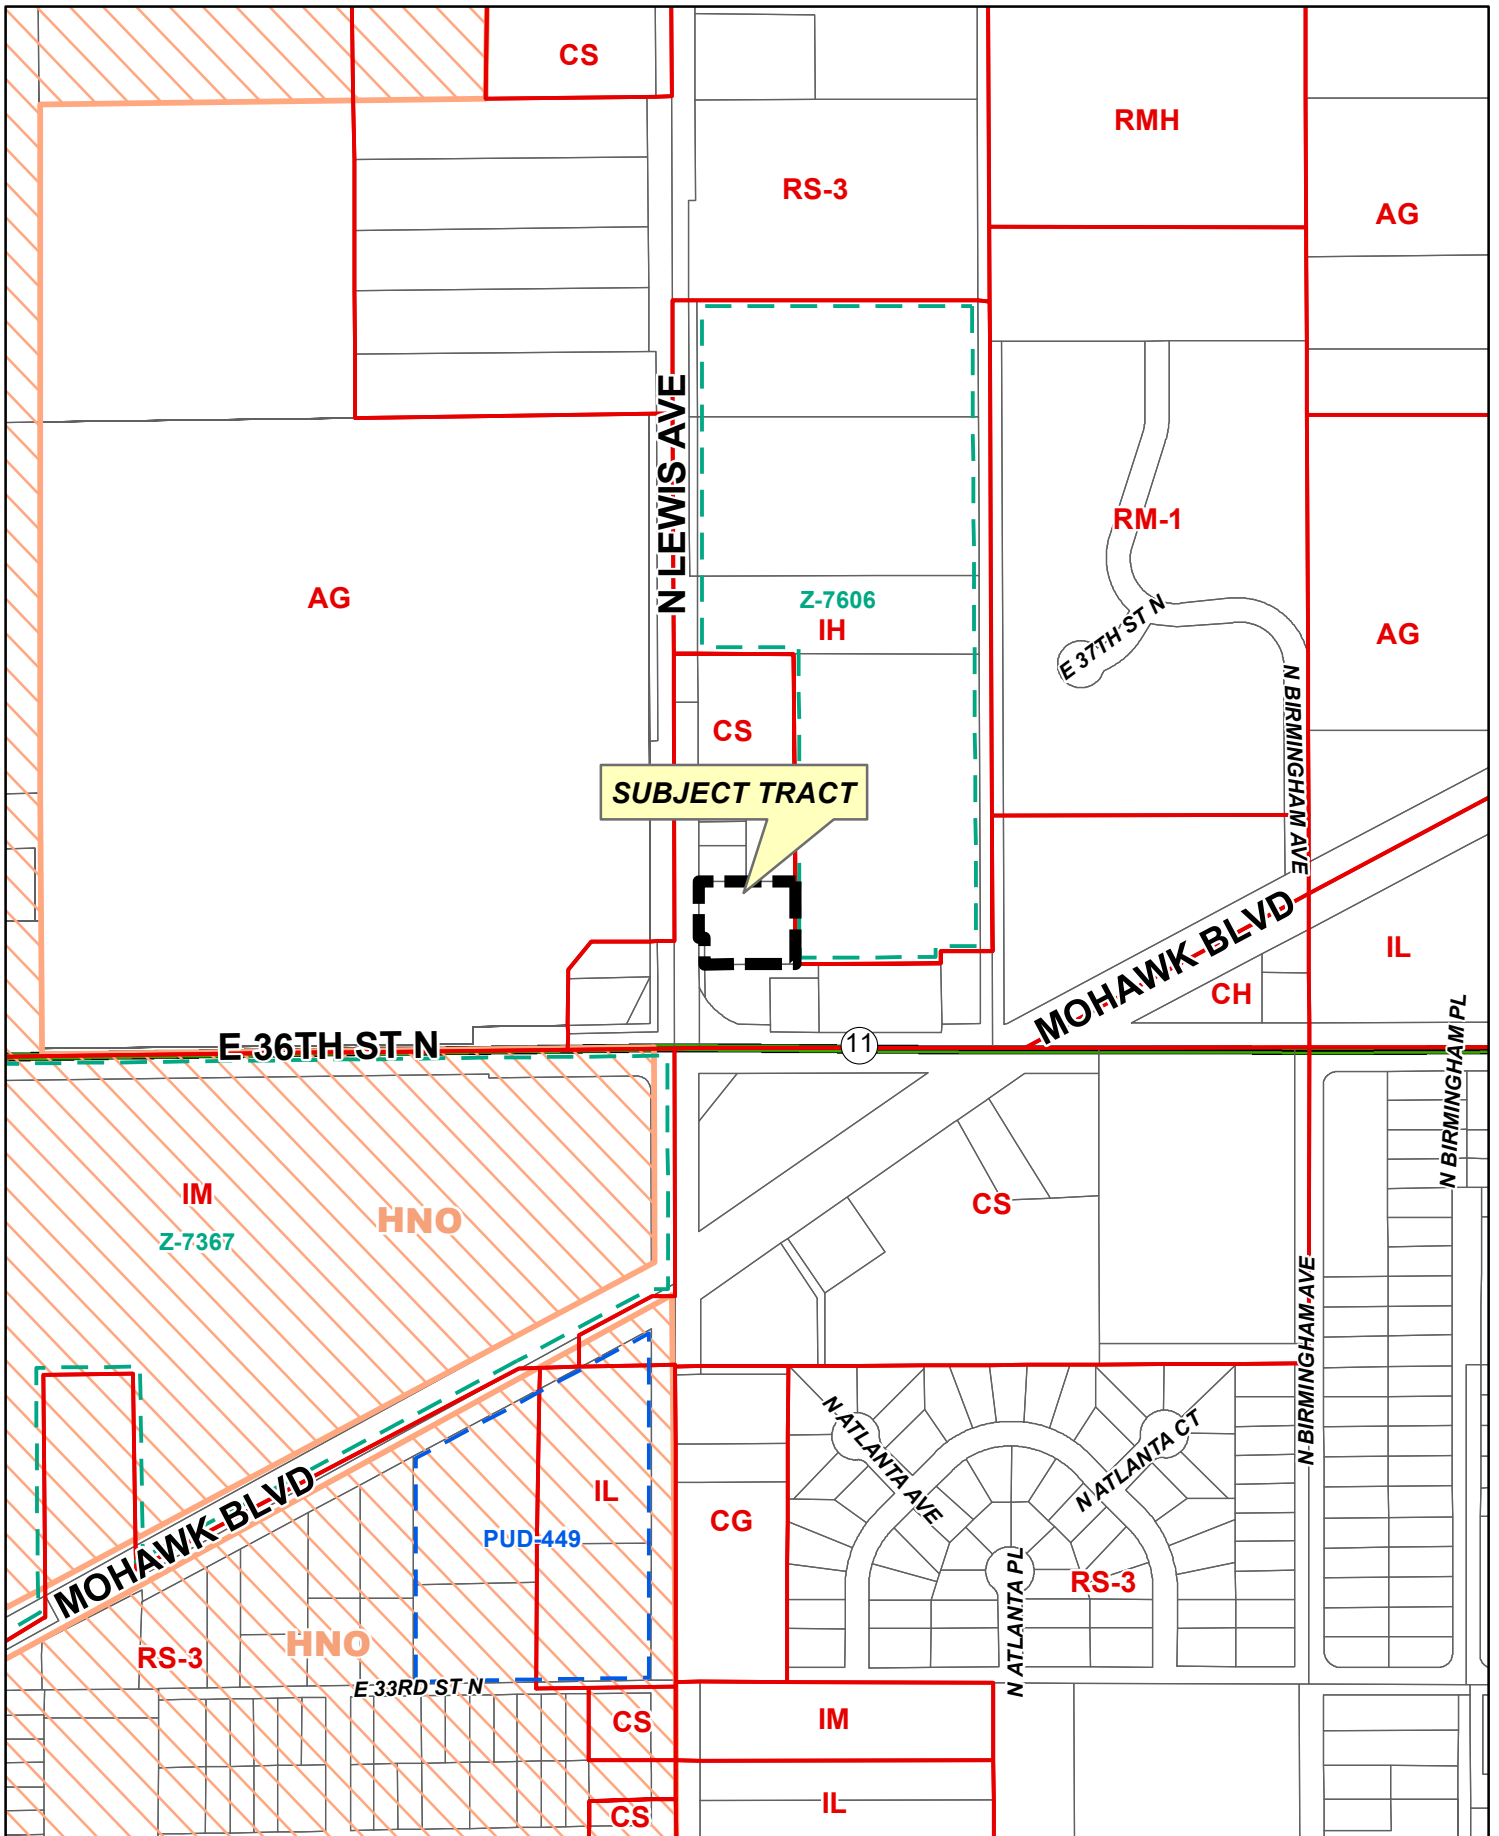 CS
RMH
RS-3
AG
N LEWIS AVE
RM-1
AG
Z-7606
IH
E 37TH ST N
AG
N BIRMINGHAM AVE
CS
SUBJECT TRACT
MOHAWK BLVD
IL
CH
E 36TH ST N
11
N BIRMINGHAM PL
IM
HNO
Z-7367
CS
N BIRMINGHAM AVE
N ATLANTA AVE
N ATLANTA CT
IL
CG
PUD-449
MOHAWK BLVD
RS-3
N ATLANTA PL
HNO
RS-3
E 33RD ST N
CS
IM
IL
CS